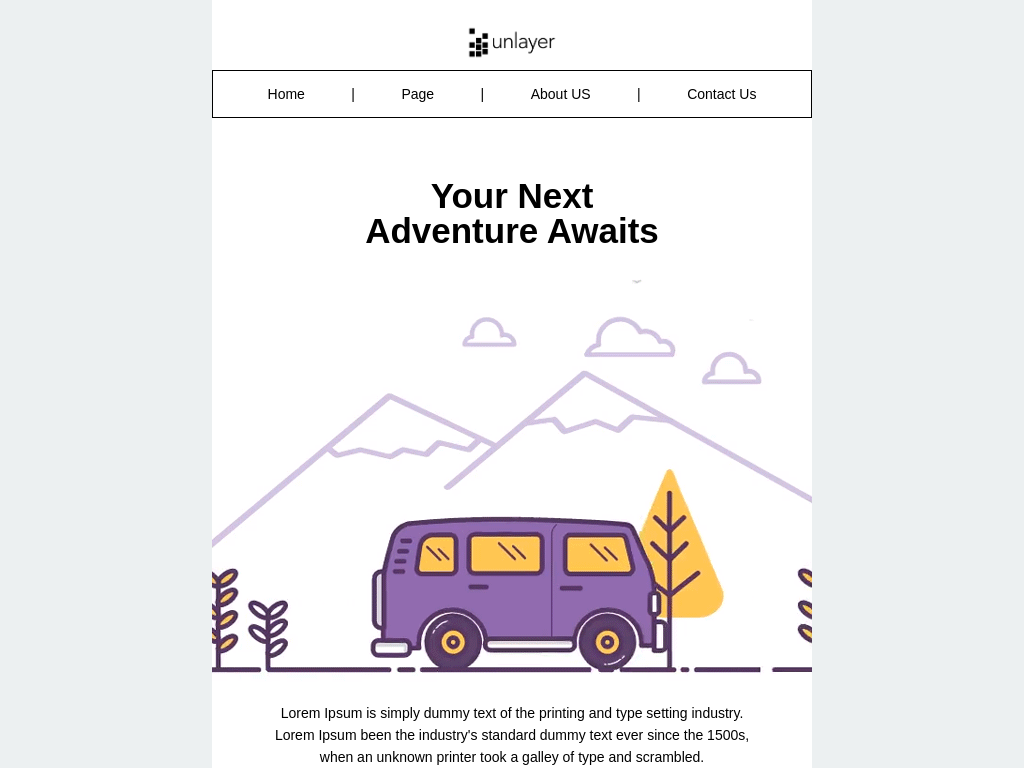 unlayer
Home | Page | About US | Contact Us
Your Next
Adventure Awaits
Lorem Ipsum is simply dummy text of the printing and type setting industry.
Lorem Ipsum been the industry's standard dummy text ever since the 1500s,
when an unknown printer took a galley of type and scrambled.